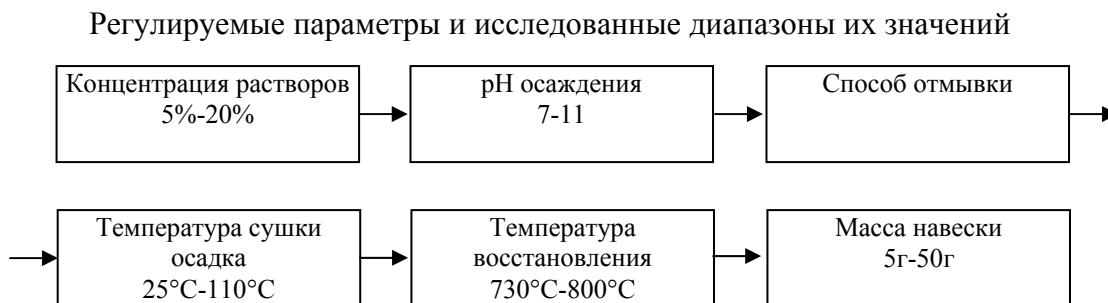 Регулируемые параметры и исследованные диапазоны их значений
Концентрация растворов
5%-20%
pH осаждения
7-11
Способ отмывки
Температура сушки
осадка
25°C-110°C
Температура
восстановления
730°C-800°C
Масса навески
5г-50г